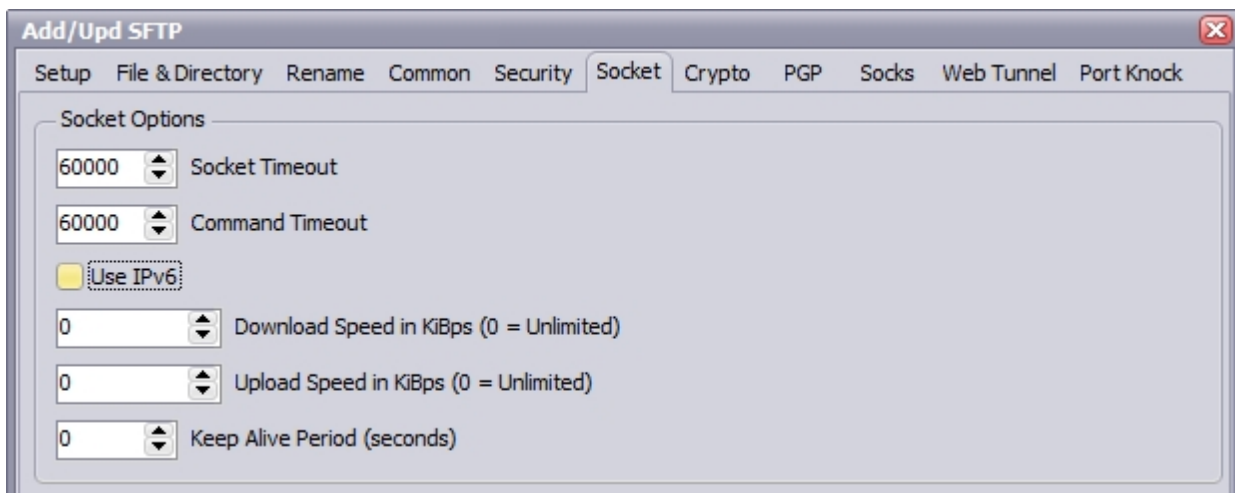 Add/Upd SFTP
Setup File & Directory Rename Common Security Socket Crypto PGP Socks Web Tunnel Port Knock
Socket Options
60000 Socket Timeout
60000 Command Timeout
Use IPv6
0 Download Speed in KiBps (0 = Unlimited)
0 Upload Speed in KiBps (0 = Unlimited)
0 Keep Alive Period (seconds)